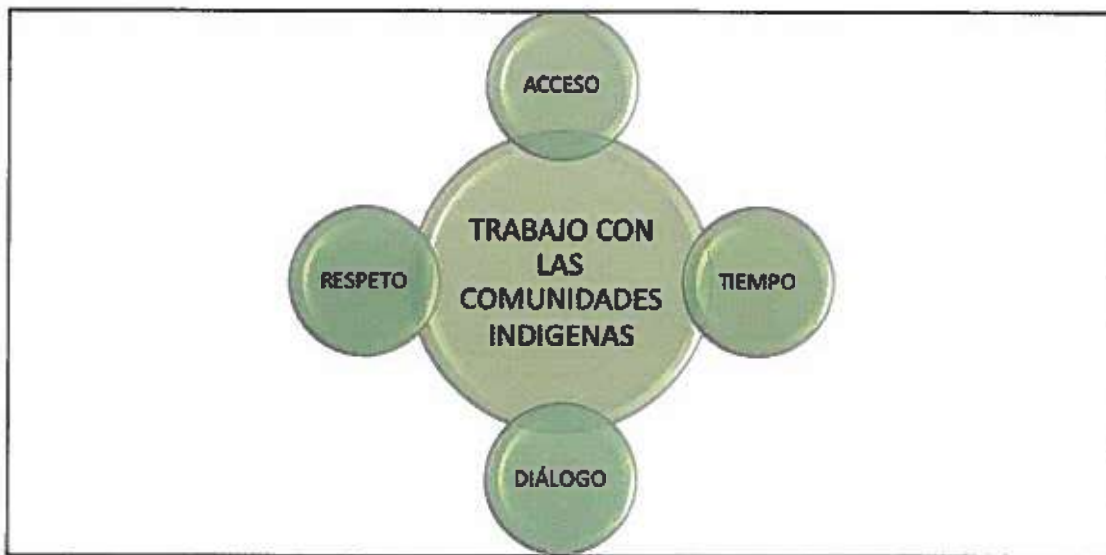 ACCESO
TRABAJO CON
LAS
COMUNIDADES
INDIGENAS
RESPETO
TIEMPO
DIÁLOGO